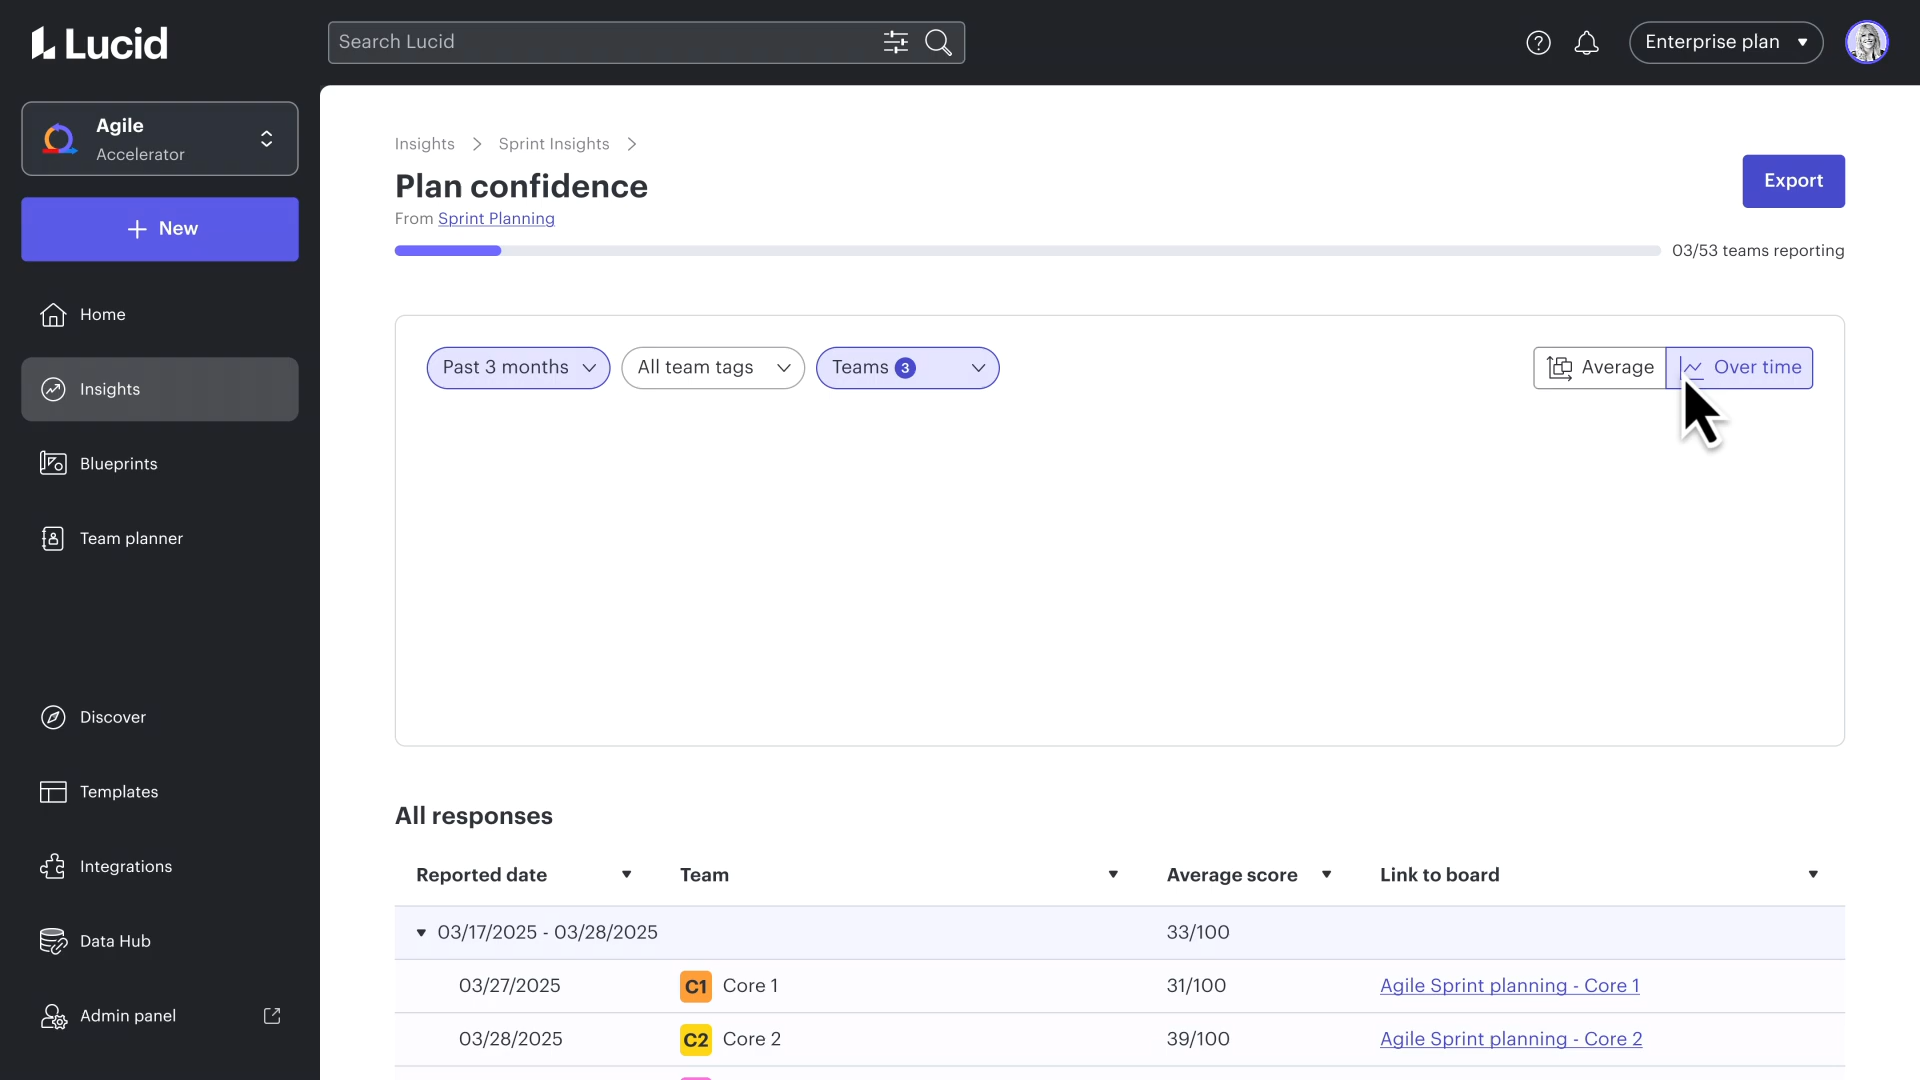 Lucid
Search Lucid
Enterprise plan
Agile
Accelerator
New
Home
Insights
Blueprints
Team planner
Discover
Templates
Integrations
Data Hub
Admin panel
Insights
Sprint Insights
Plan confidence
Export
From Sprint Planning
03/53 teams reporting
Past 3 months
All team tags
Teams 3
Average
Over time
All responses
Reported date
Team
Average score
Link to board
03/17/2025 - 03/28/2025
33/100
03/27/2025
C1
Core 1
31/100
Agile Sprint planning - Core 1
03/28/2025
C2
Core 2
39/100
Agile Sprint planning - Core 2